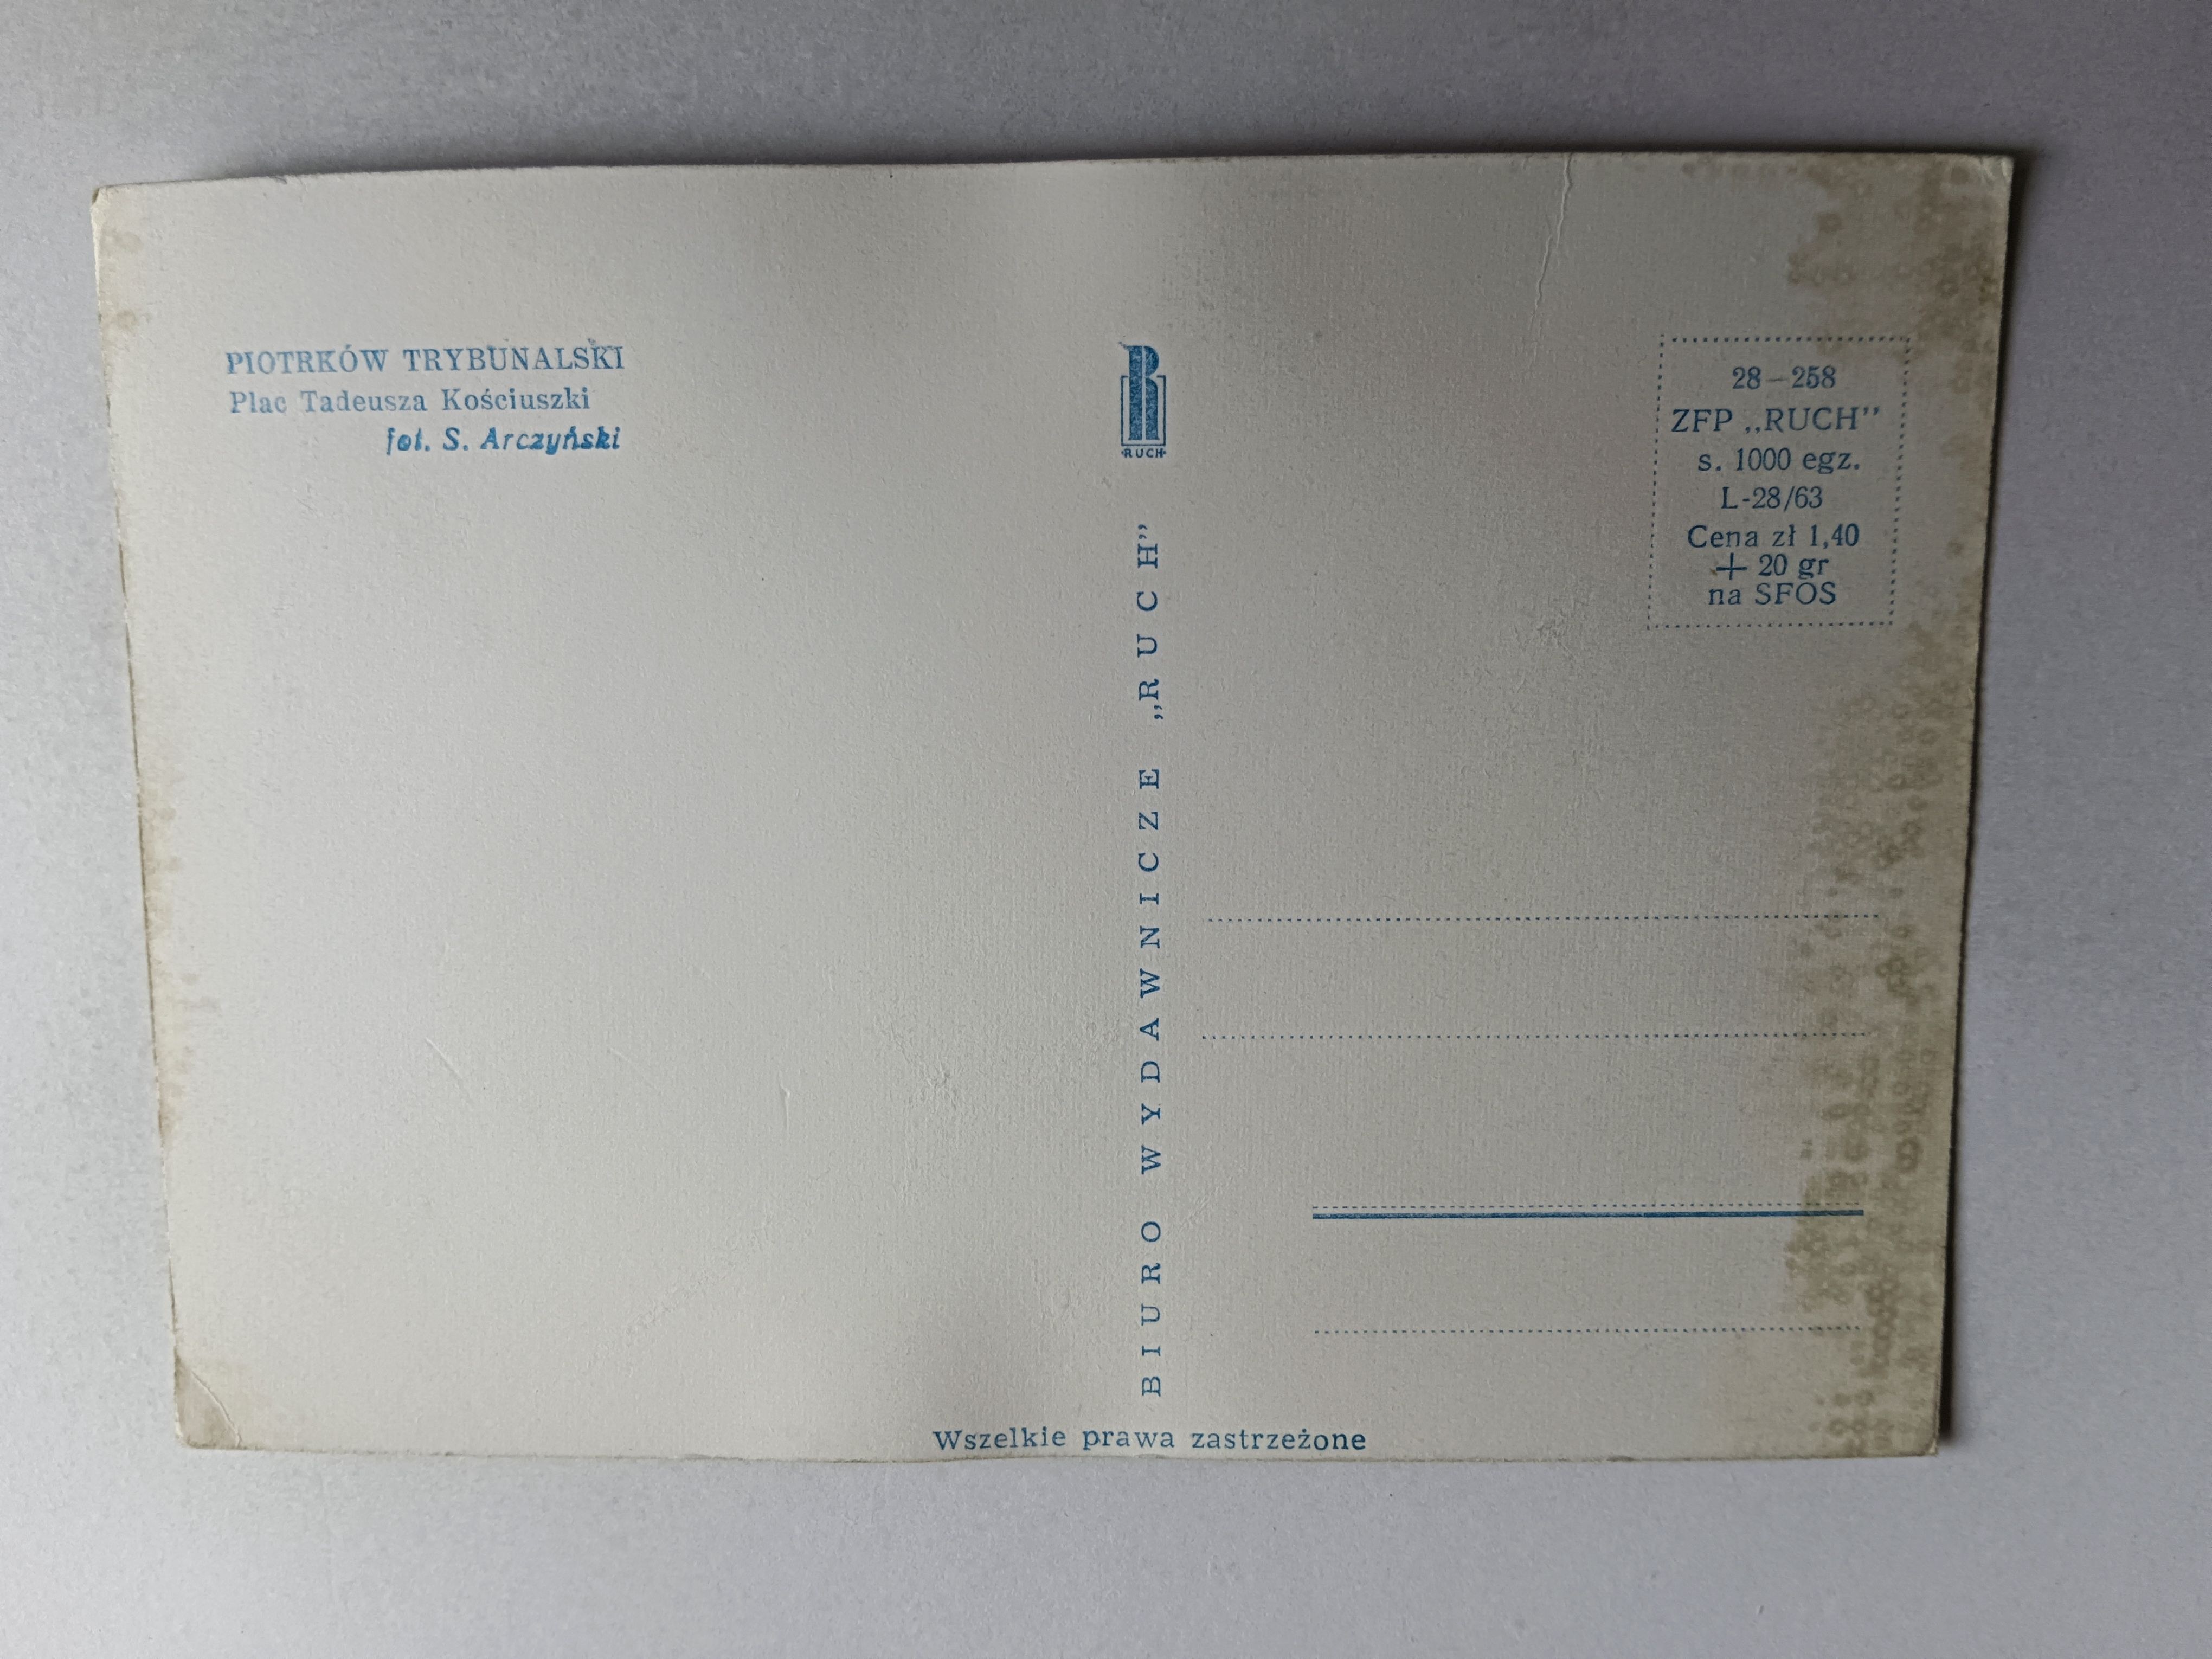 PIOTRKÓW TRYBUNALSKI
Plac Tadeusza Kościuszki
fot. S. Arczyński
RUCH
BIURO WYDAWNICZE „RUCH”
28–258
ZFP „RUCH”
s. 1000 egz.
L-28/63
Cena zł 1,40
+ 20 gr
na SFOS
Wszelkie prawa zastrzeżone